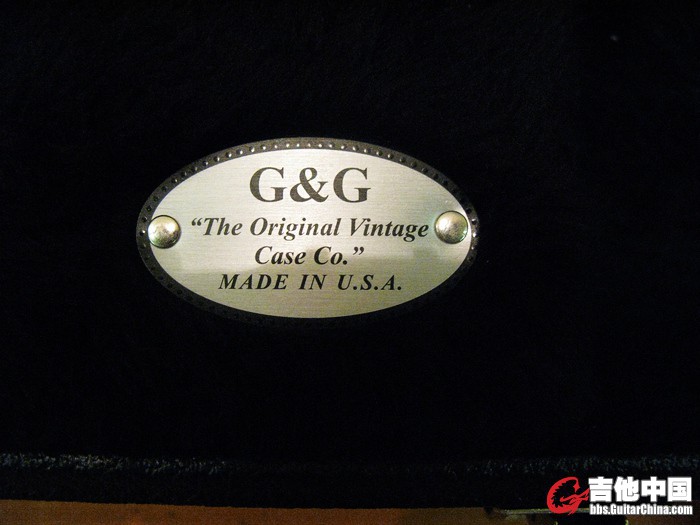 G&G
“The Original Vintage
Case Co.”
MADE IN U.S.A.
吉他中国
bbs.GuitarChina.com